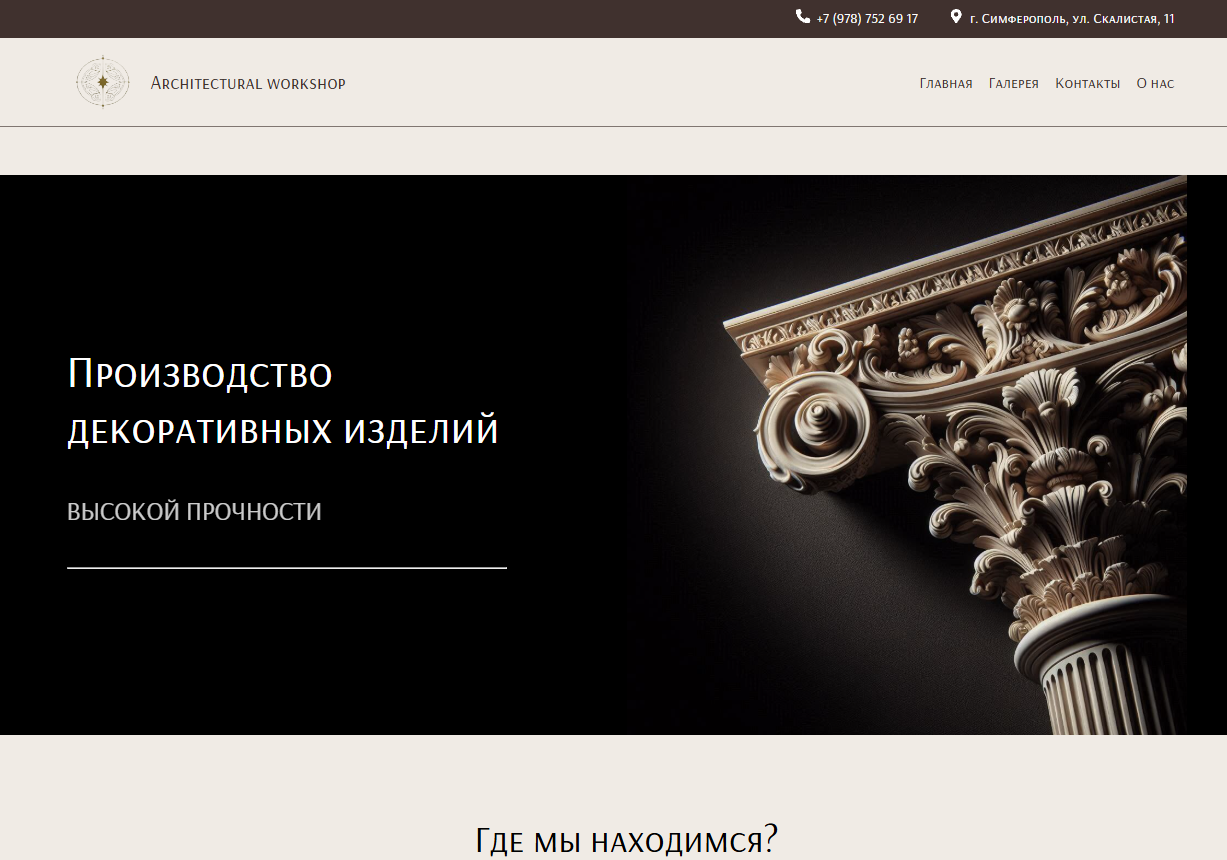 +7 (978) 752 69 17 г. Симферополь, ул. Скалистая, 11
Architectural workshop Главная Галерея Контакты О нас
Производство
декоративных изделий
высокой прочности
Где мы находимся?